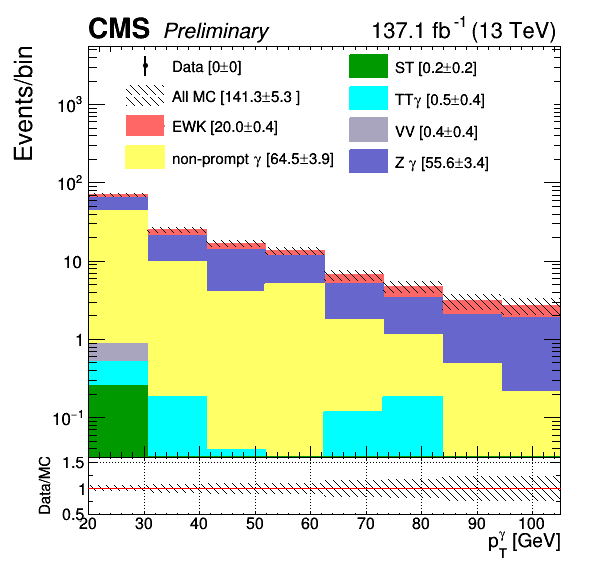 CMS Preliminary 137.1 fb⁻¹ (13 TeV)
Events/bin
Data [0±0]
All MC [141.3±5.3 ]
EWK [20.0±0.4]
non-prompt γ [64.5±3.9]
ST [0.2±0.2]
TTγ [0.5±0.4]
VV [0.4±0.4]
Z γ [55.6±3.4]
10³
10²
10
1
10⁻¹
Data/MC
1.5
1
0.5
20 30 40 50 60 70 80 90 100
p_T^γ [GeV]